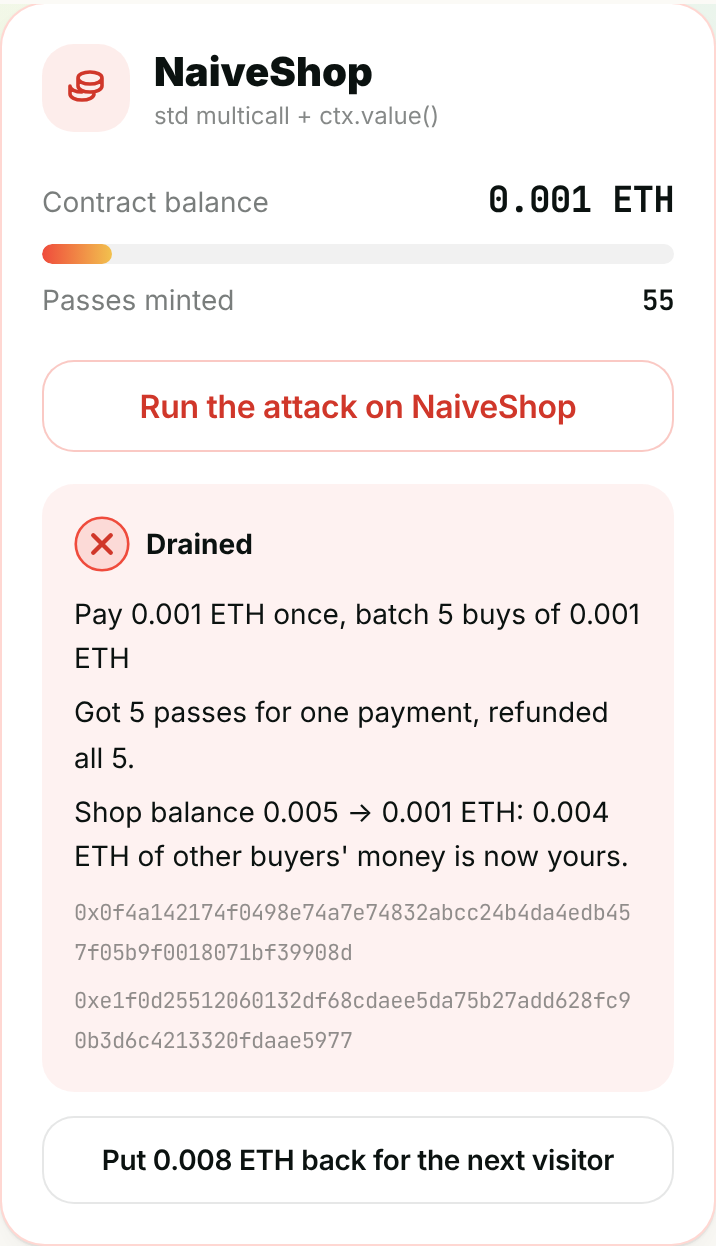 NaiveShop
std multicall + ctx.value()
Contract balance
0.001 ETH
Passes minted
55
Run the attack on NaiveShop
Drained
Pay 0.001 ETH once, batch 5 buys of 0.001
ETH
Got 5 passes for one payment, refunded
all 5.
Shop balance 0.005 → 0.001 ETH: 0.004
ETH of other buyers' money is now yours.
0x0f4a142174f0498e74a7e74832abcc24b4da4edb45
7f05b9f0018071bf39908d
0xe1f0d25512060132df68cdaee5da75b27add628fc9
0b3d6c4213320fdaae5977
Put 0.008 ETH back for the next visitor